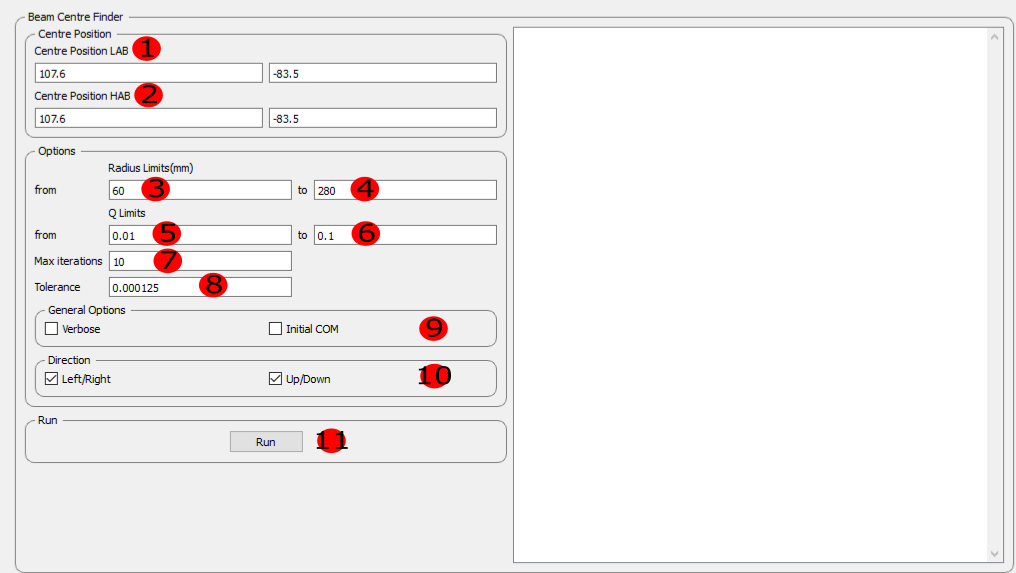 Beam Centre Finder
Centre Position
Centre Position LAB 1
107.6 -83.5
Centre Position HAB 2
107.6 -83.5
Options
Radius Limits(mm)
from 60 3 to 280 4
Q Limits
from 0.01 5 to 0.1 6
Max iterations 10 7
Tolerance 0.000125 8
General Options
Verbose Initial COM 9
Direction
Left/Right Up/Down 10
Run
Run 11